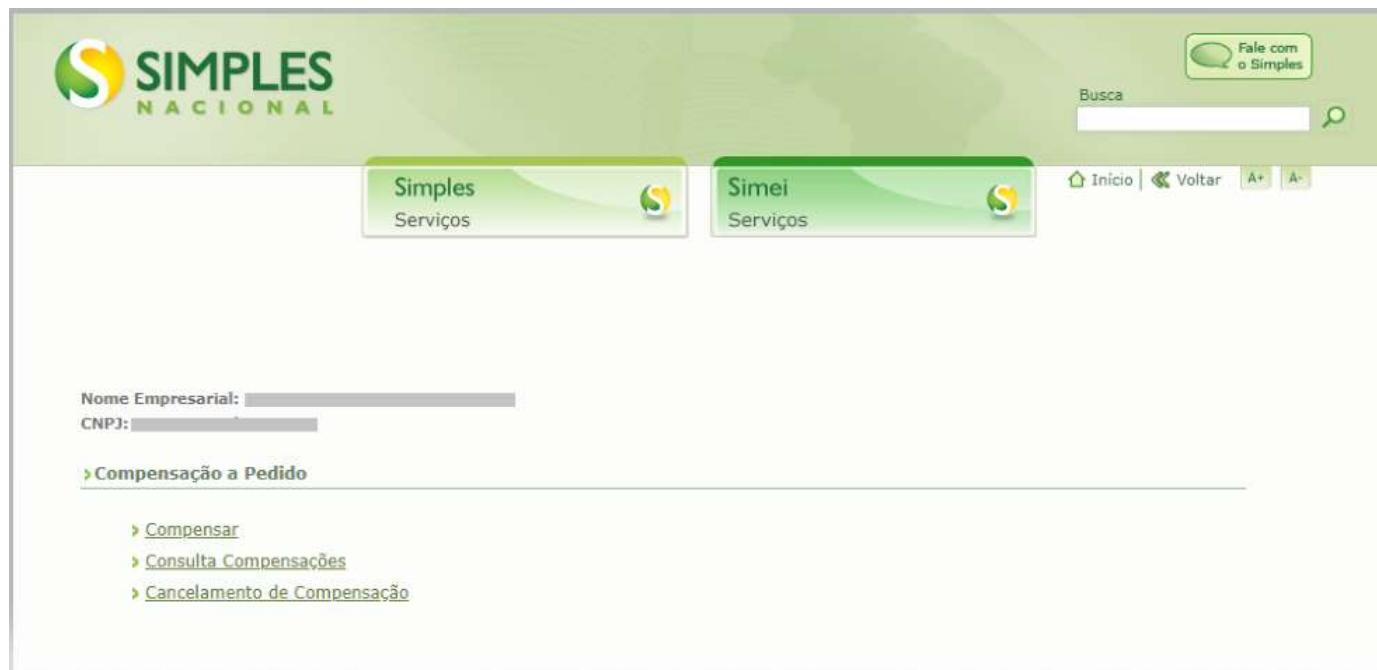 SIMPLES
NACIONAL
Fale com
o Simples
Busca
Simples
Serviços
Simei
Serviços
Início Voltar A+ A-
Nome Empresarial:
CNPJ:
Compensação a Pedido
Compensar
Consulta Compensações
Cancelamento de Compensação